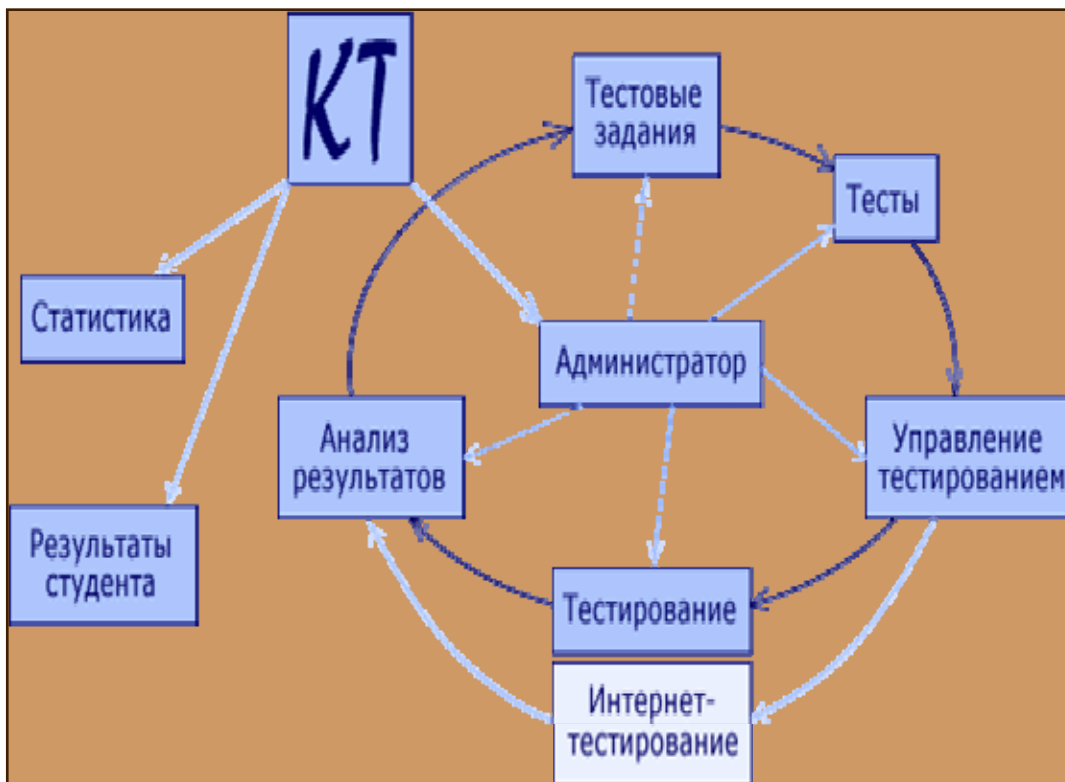 КТ
Тестовые
задания
Тесты
Статистика
Администратор
Анализ
результатов
Управление
тестированием
Результаты
студента
Тестирование
Интернет-
тестирование